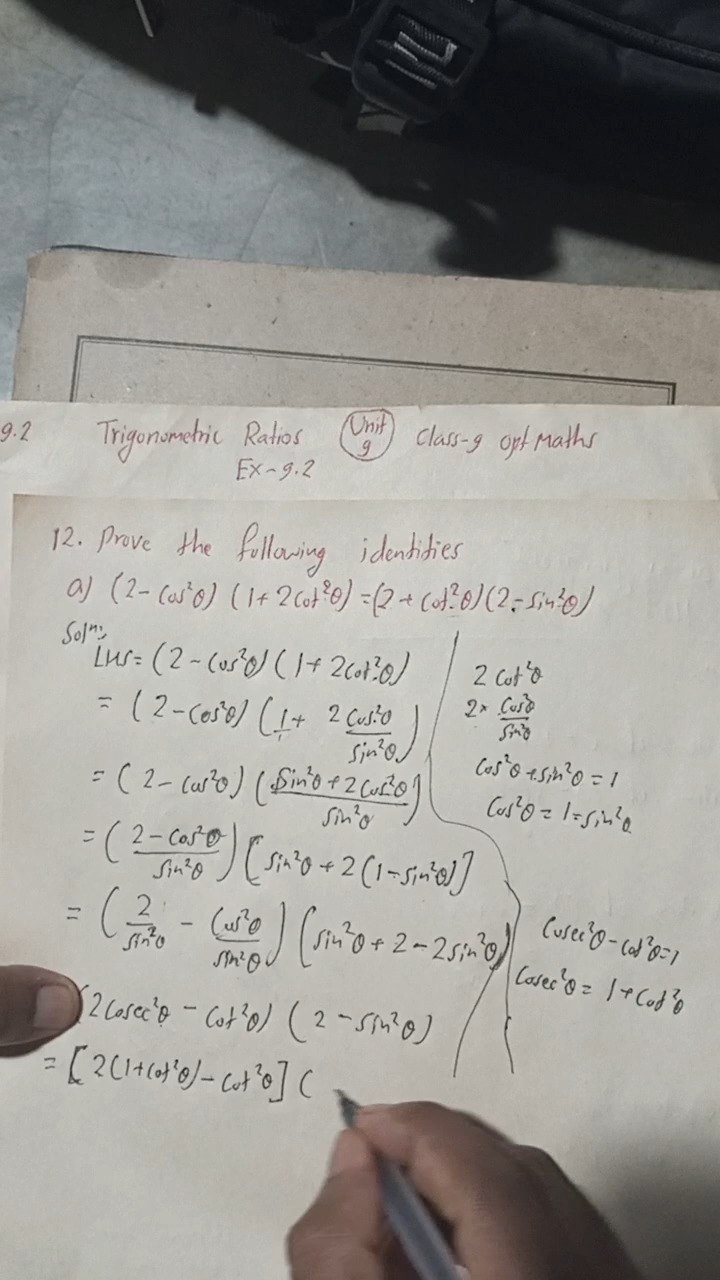 9.2 Trigonometric Ratios Unit 9 Class-9 Opt Maths
Ex-9.2
12. Prove the following identities
a) (2-Cos²θ) (1+2Cot²θ) = (2+Cot²θ)(2-Sin²θ)
Solⁿ:
LHS = (2-Cos²θ)(1+2Cot²θ)
= (2-Cos²θ) (1/1 + 2Cos²θ/Sin²θ)
= (2-Cos²θ) (Sin²θ+2Cos²θ/Sin²θ)
= (2-Cos²θ/Sin²θ) [Sin²θ+2(1-Sin²θ)]
= (2/Sin²θ - Cos²θ/Sin²θ) (Sin²θ+2-2Sin²θ)
(2Cosec²θ - Cot²θ) (2-Sin²θ)
= [2(1+Cot²θ)-Cot²θ] (
2Cot²θ
2× Cos²θ/Sin²θ
Cos²θ+Sin²θ=1
Cos²θ=1-Sin²θ
Cosec²θ-Cot²θ=1
Cosec²θ=1+Cot²θ